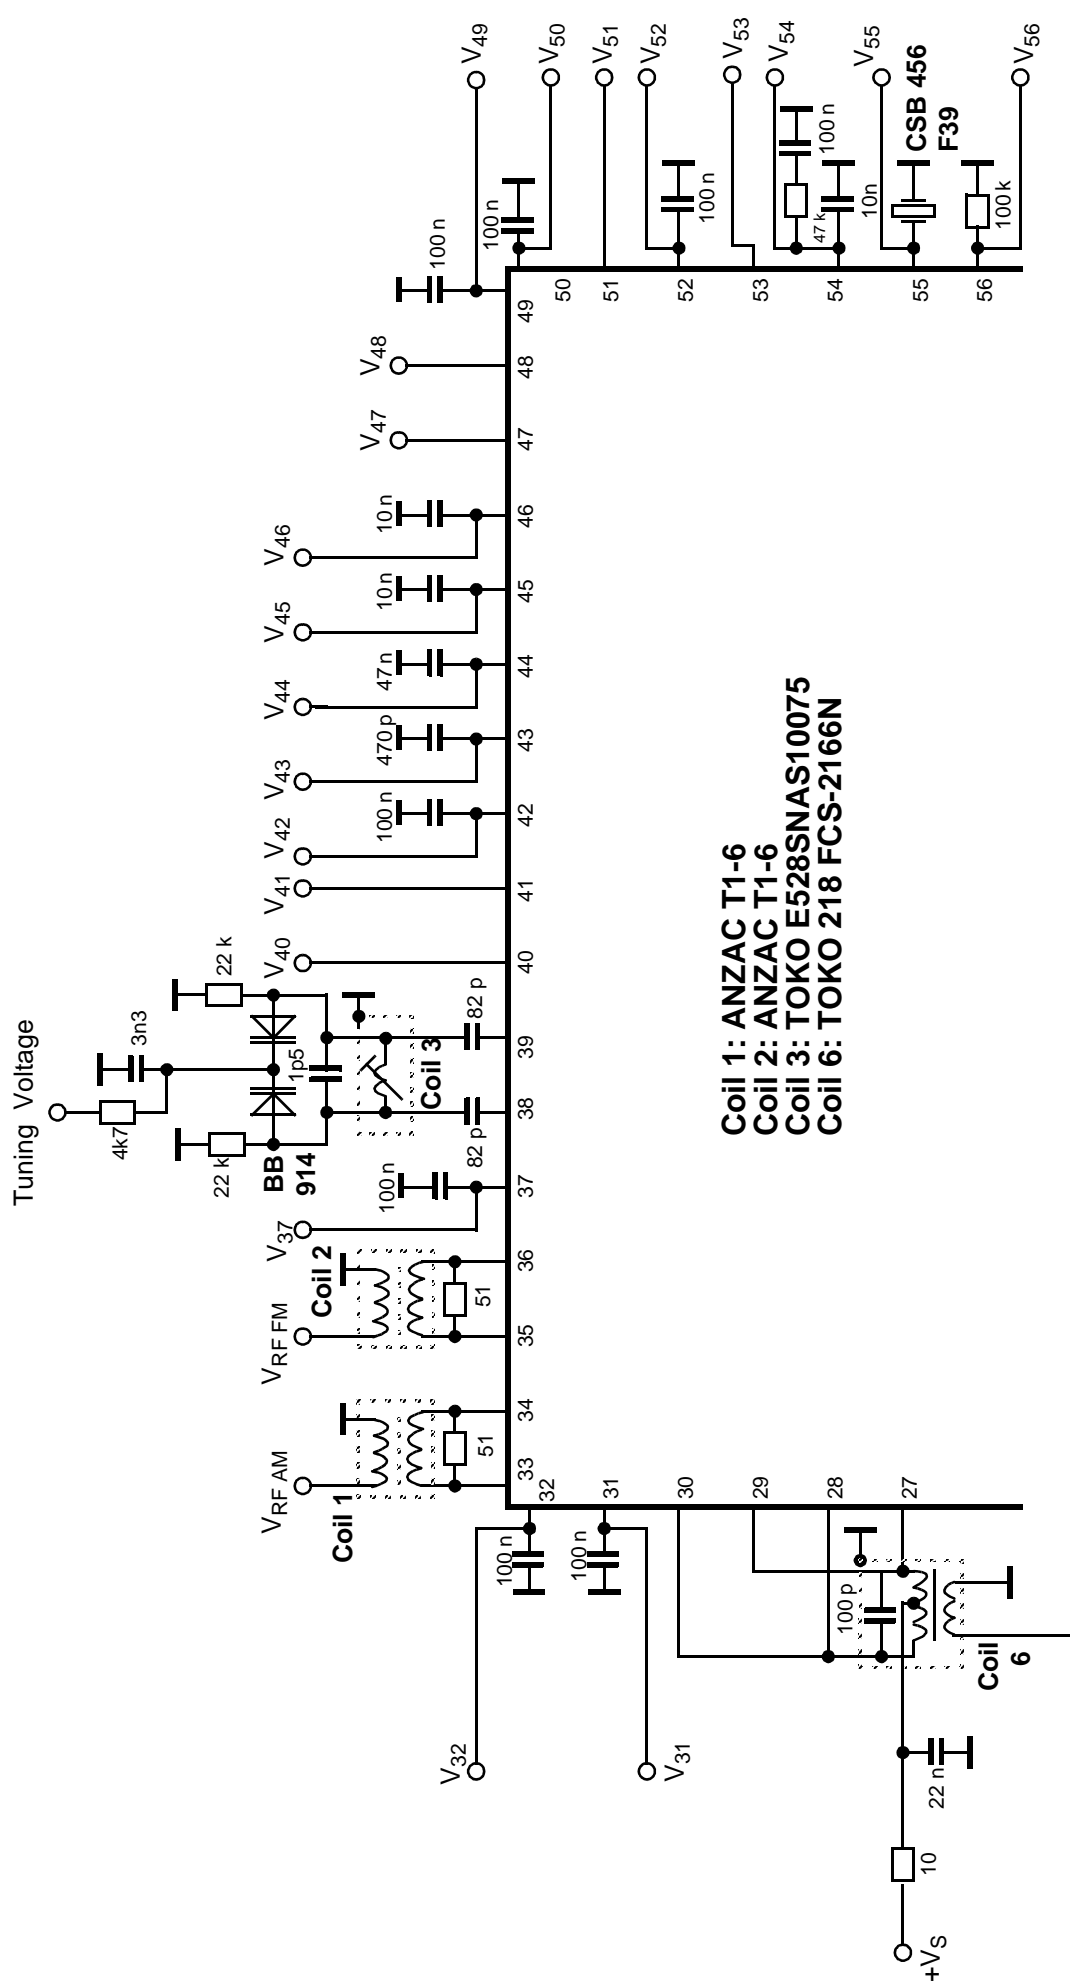 Tuning Voltage
4k7
3n3
22 k
22 k
BB
914
1p5
Coil 3
82 p
82 p
V32
V31
100 n
100 n
VRF AM
Coil 1
51
VRF FM
Coil 2
51
V37
100 n
V40
V41
V42
100 n
V43
470 p
V44
47 n
V45
10 n
V46
10 n
V47
V48
V49
100 n
V50
100 n
V51
V52
100 n
V53
V54
47 k
100 n
10n
V55
CSB 456
F39
V56
100 k
27
28
29
30
31
32
33
34
35
36
37
38
39
40
41
42
43
44
45
46
47
48
49
50
51
52
53
54
55
56
Coil 1: ANZAC T1-6
Coil 2: ANZAC T1-6
Coil 3: TOKO E528SNAS10075
Coil 6: TOKO 218 FCS-2166N
100 p
Coil
6
22 n
10
+VS